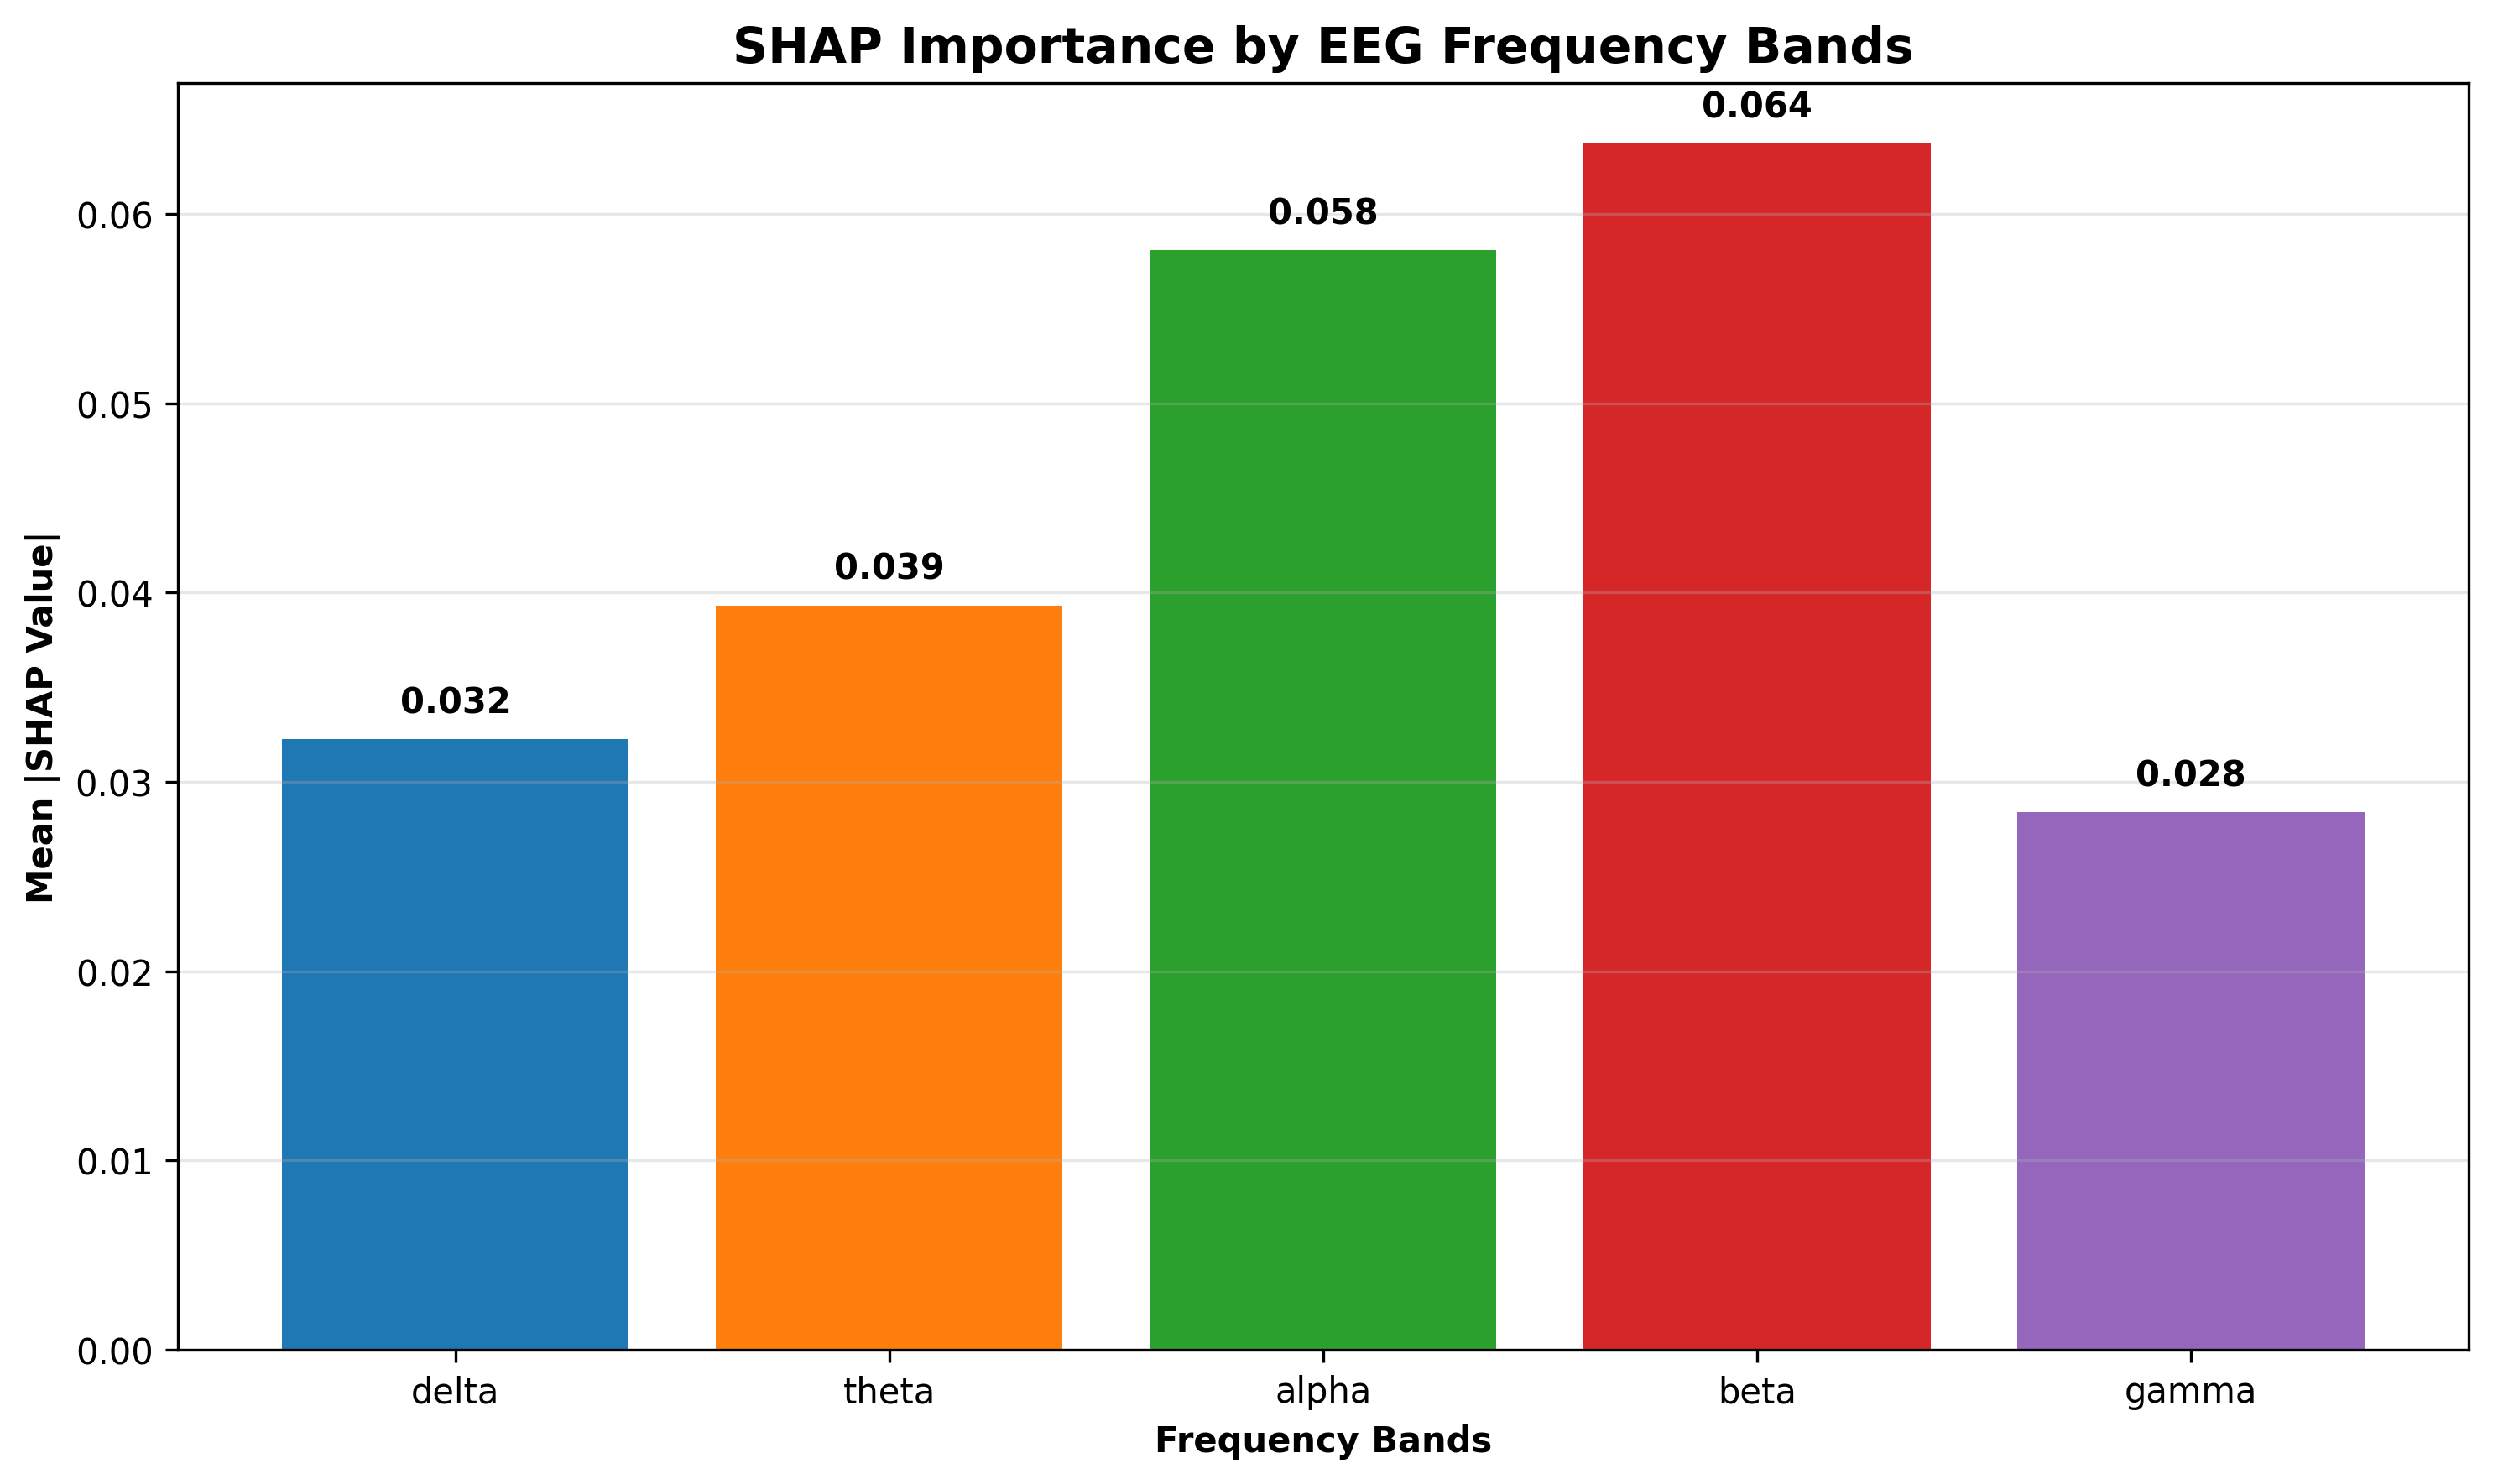 SHAP Importance by EEG Frequency Bands
Mean |SHAP Value|
0.06
0.05
0.04
0.03
0.02
0.01
0.00
0.032
0.039
0.058
0.064
0.028
delta
theta
alpha
beta
gamma
Frequency Bands